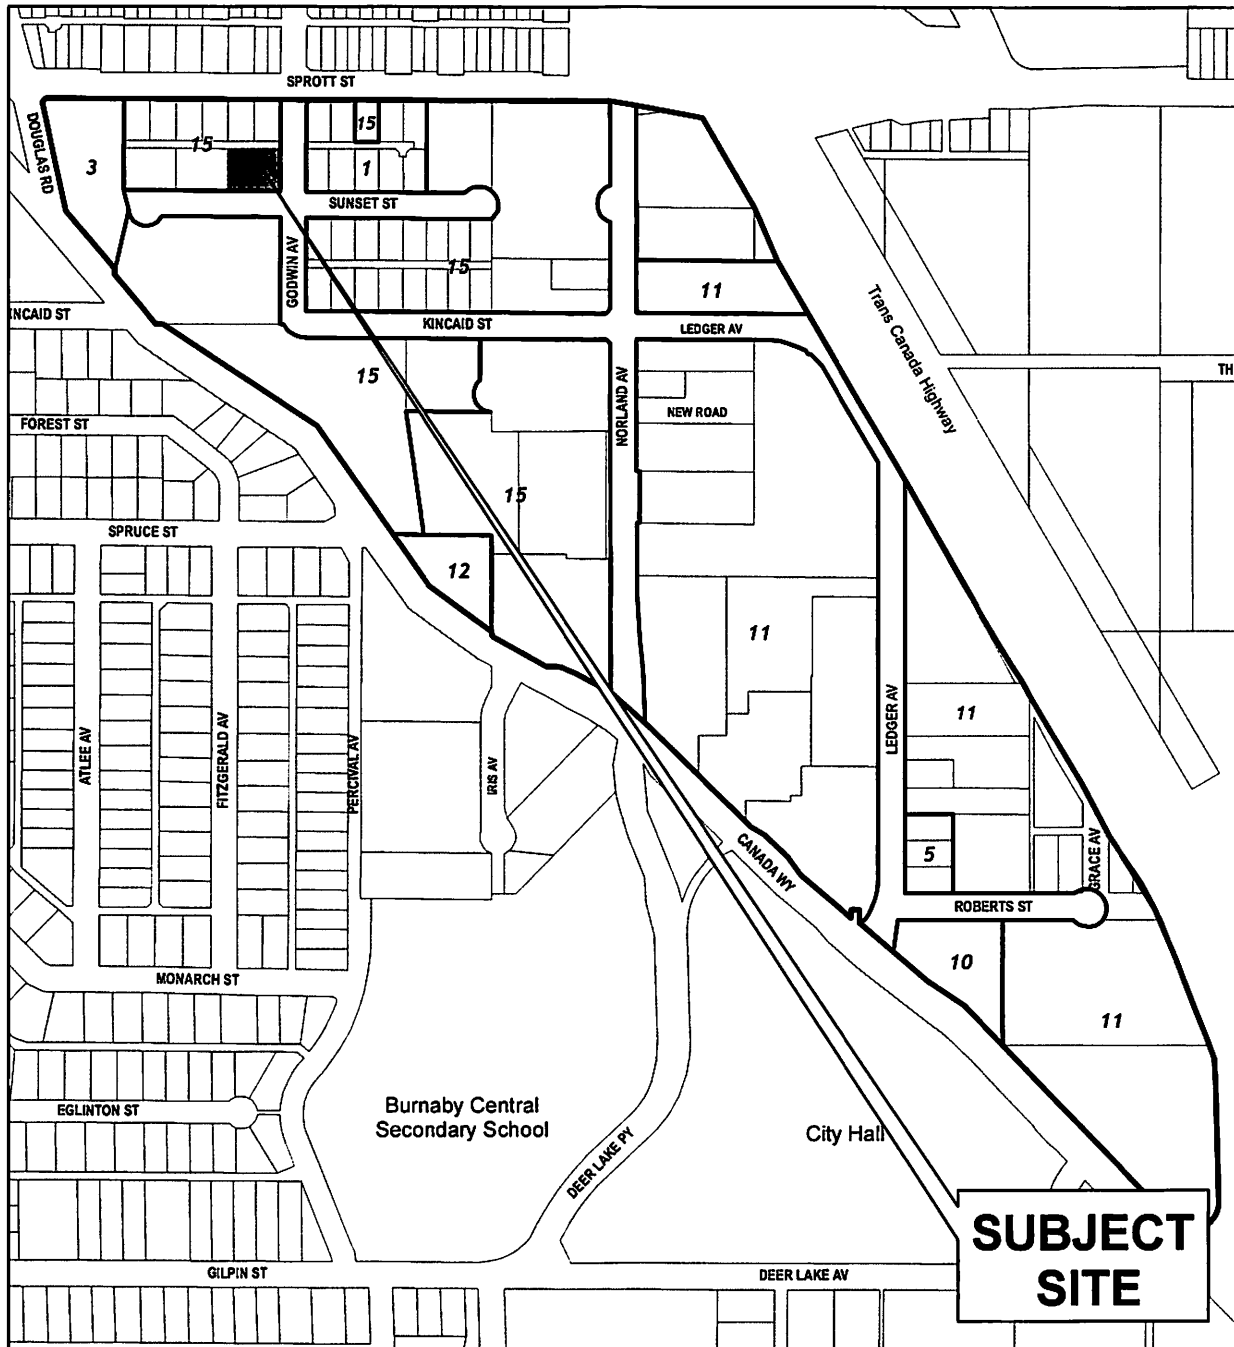 SPROTT ST
DOUGLAS RD
3
15
15
1
SUNSET ST
GODWIN AV
15
11
KINCAID ST
LEDGER AV
Trans Canada Highway
TH
INCAID ST
15
NORLAND AV
NEW ROAD
FOREST ST
15
SPRUCE ST
12
11
11
LEDGER AV
ATLEE AV
FITZGERALD AV
PERCIVAL AV
IRIS AV
CANADA WY
5
GRACE AV
ROBERTS ST
10
11
MONARCH ST
EGLINTON ST
Burnaby Central
Secondary School
City Hall
DEER LAKE PY
GILPIN ST
DEER LAKE AV
SUBJECT
SITE